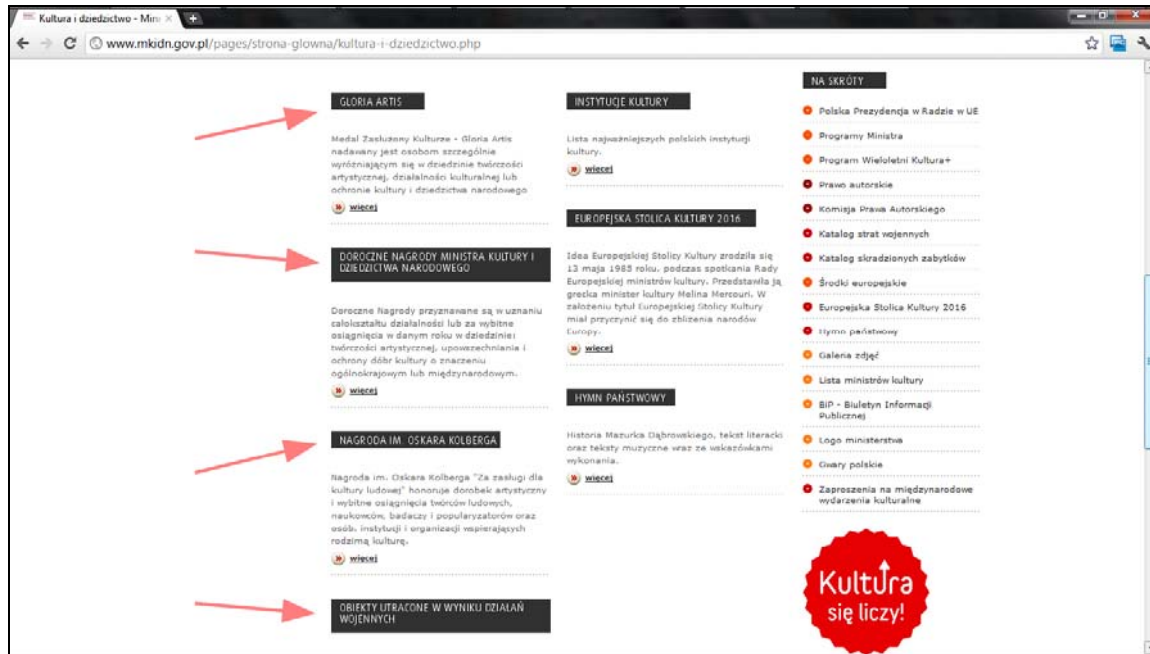 Kultura i dziedzictwo - Mini
www.mkidn.gov.pl/pages/strona-glowna/kultura-i-dziedzictwo.php
GLORIA ARTIS
Medal Zasłużony Kulturze - Gloria Artis
nadawany jest osobom szczególnie
wyróżniającym się w dziedzinie twórczości
artystycznej, działalności kulturalnej lub
ochronie kultury i dziedzictwa narodowego
więcej
DOROCZNE NAGRODY MINISTRA KULTURY I
DZIEDZICTWA NARODOWEGO
Doroczne Nagrody przyznawane są w uznaniu
całokształtu działalności lub za wybitne
osiągnięcia w danym roku w dziedzinie:
twórczości artystycznej, upowszechniania i
ochrony dóbr kultury o znaczeniu
ogólnokrajowym lub międzynarodowym.
więcej
NAGRODA IM. OSKARA KOLBERGA
Nagroda im. Oskara Kolberga "Za zasługi dla
kultury ludowej" honoruje dorobek artystyczny
i wybitne osiągnięcia twórców ludowych,
naukowców, badaczy i popularyzatorów oraz
osób, instytucji i organizacji wspierających
rodzimą kulturę.
więcej
OBIEKTY UTRACONE W WYNIKU DZIAŁAŃ
WOJENNYCH
INSTYTUCJE KULTURY
Lista najważniejszych polskich instytucji
kultury.
więcej
EUROPEJSKA STOLICA KULTURY 2016
Idea Europejskiej Stolicy Kultury zrodziła się
13 maja 1985 roku, podczas spotkania Rady
Europejskiej ministrów kultury. Przedstawiła ją
grecka minister kultury Melina Mercouri. W
założeniu tytuł Europejskiej Stolicy Kultury
miał przyczynić się do zbliżenia narodów
Europy.
więcej
HYMN PAŃSTWOWY
Historia Mazurka Dąbrowskiego, tekst literacki
oraz teksty muzyczne wraz ze wskazówkami
wykonania.
więcej
NA SKRÓTY
Polska Prezydencja w Radzie w UE
Programy Ministra
Program Wieloletni Kultura+
Prawo autorskie
Komisja Prawa Autorskiego
Katalog strat wojennych
Katalog skradzionych zabytków
Środki europejskie
Europejska Stolica Kultury 2016
Hymn państwowy
Galeria zdjęć
Lista ministrów kultury
BIP - Biuletyn Informacji
Publicznej
Logo ministerstwa
Gwary polskie
Zaproszenia na międzynarodowe
wydarzenia kulturalne
Kultura
się liczy!